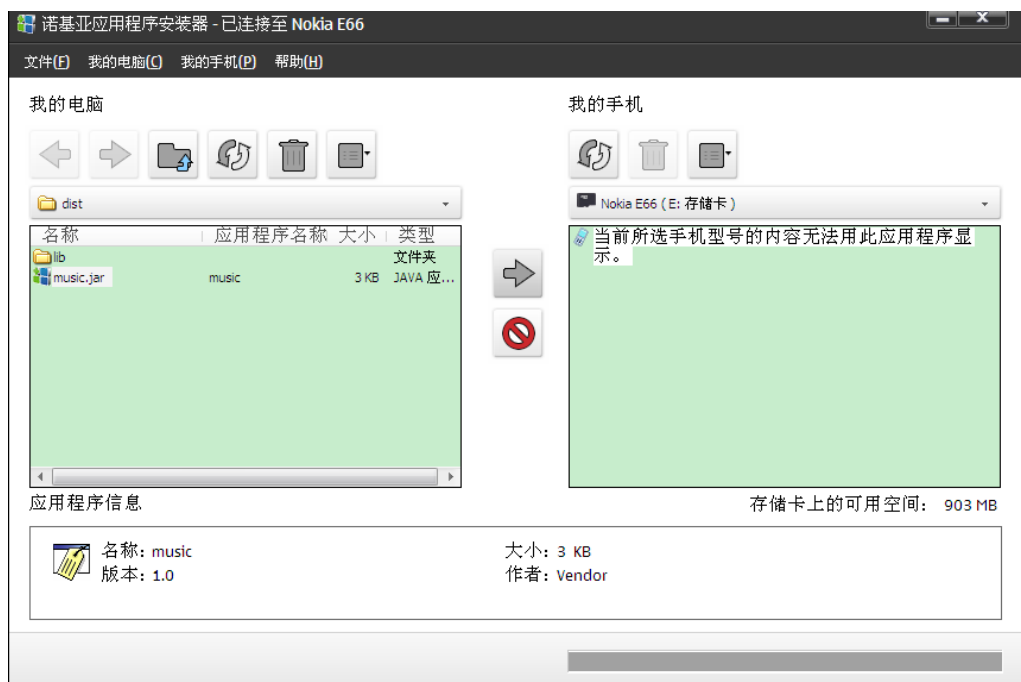 诺基亚应用程序安装器 - 已连接至 Nokia E66
文件(F) 我的电脑(C) 我的手机(P) 帮助(H)
我的电脑
我的手机
dist
Nokia E66 ( E: 存储卡 )
名称 应用程序名称 大小 类型
lib 文件夹
music.jar music 3 KB JAVA 应...
当前所选手机型号的内容无法用此应用程序显
示。
应用程序信息
存储卡上的可用空间: 903 MB
名称: music
版本: 1.0
大小: 3 KB
作者: Vendor